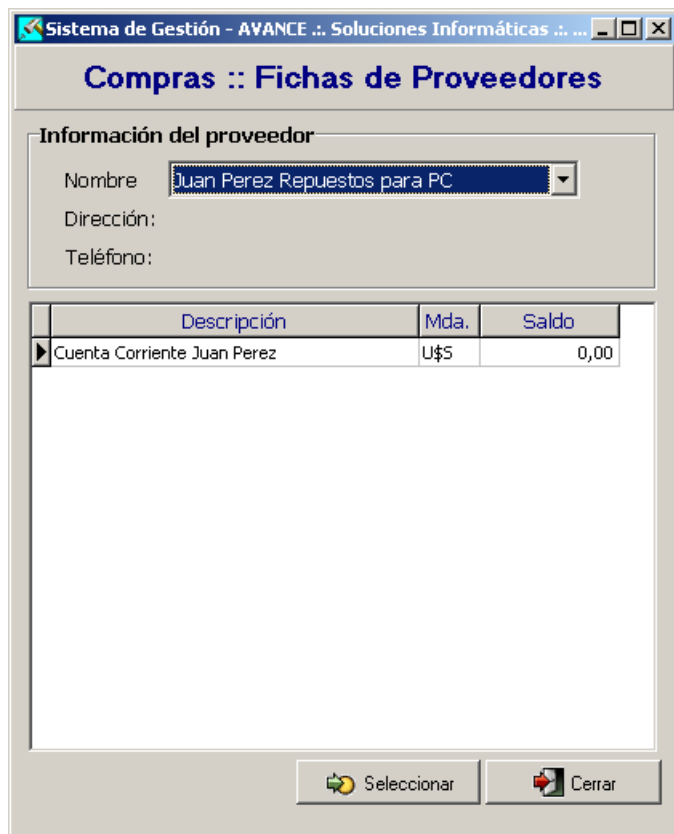 Sistema de Gestión - AVANCE .:. Soluciones Informáticas .:. ...
Compras :: Fichas de Proveedores
Información del proveedor
Nombre Juan Perez Repuestos para PC
Dirección:
Teléfono:
Descripción Mda. Saldo
Cuenta Corriente Juan Perez U$S 0,00
Seleccionar Cerrar